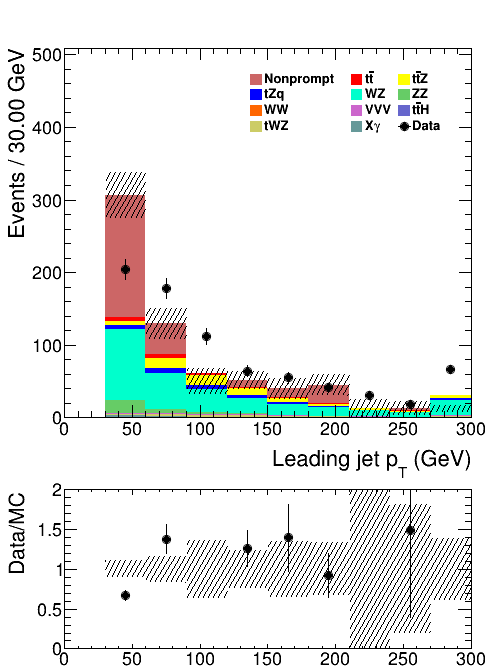 500
400
300
200
100
0
Events / 30.00 GeV
Nonprompt tt̄ tt̄Z
tZq WZ ZZ
WW VVV tt̄H
tWZ Xγ Data
0 50 100 150 200 250 300
Leading jet p_T (GeV)
2
1.5
1
0.5
0
Data/MC
0 50 100 150 200 250 300